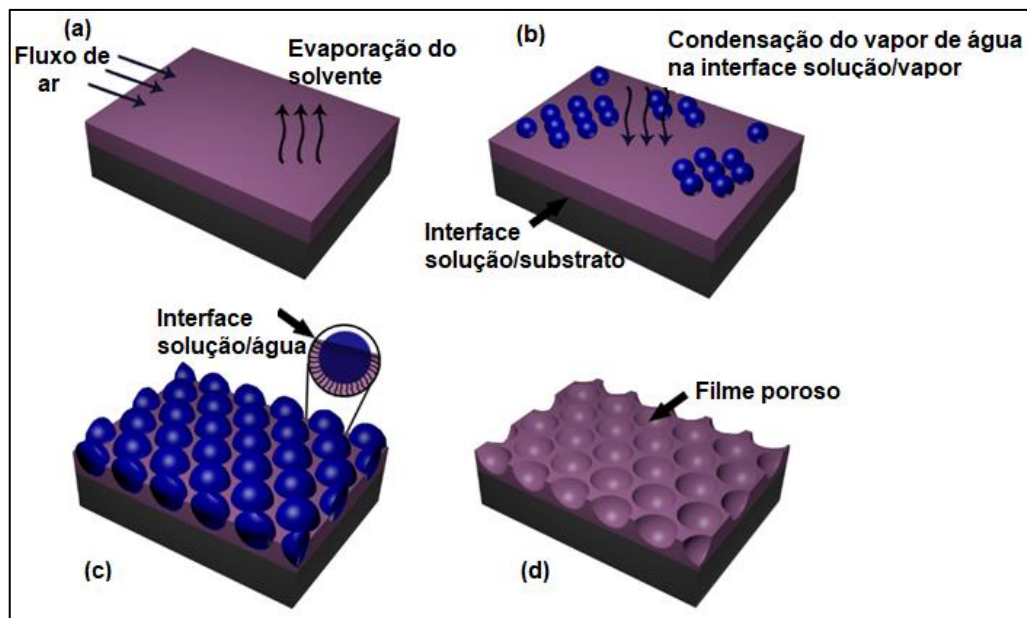 (a)
Fluxo de
ar
Evaporação do
solvente
(b)
Condensação do vapor de água
na interface solução/vapor
Interface
solução/substrato
Interface
solução/água
(c)
Filme poroso
(d)